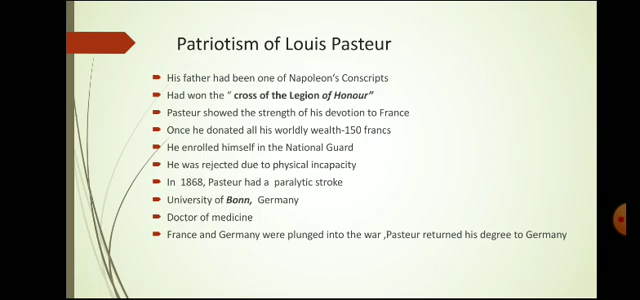 Patriotism of Louis Pasteur
His father had been one of Napoleon's Conscripts
Had won the “ cross of the Legion of Honour”
Pasteur showed the strength of his devotion to France
Once he donated all his worldly wealth-150 francs
He enrolled himself in the National Guard
He was rejected due to physical incapacity
In 1868, Pasteur had a paralytic stroke
University of Bonn, Germany
Doctor of medicine
France and Germany were plunged into the war ,Pasteur returned his degree to Germany